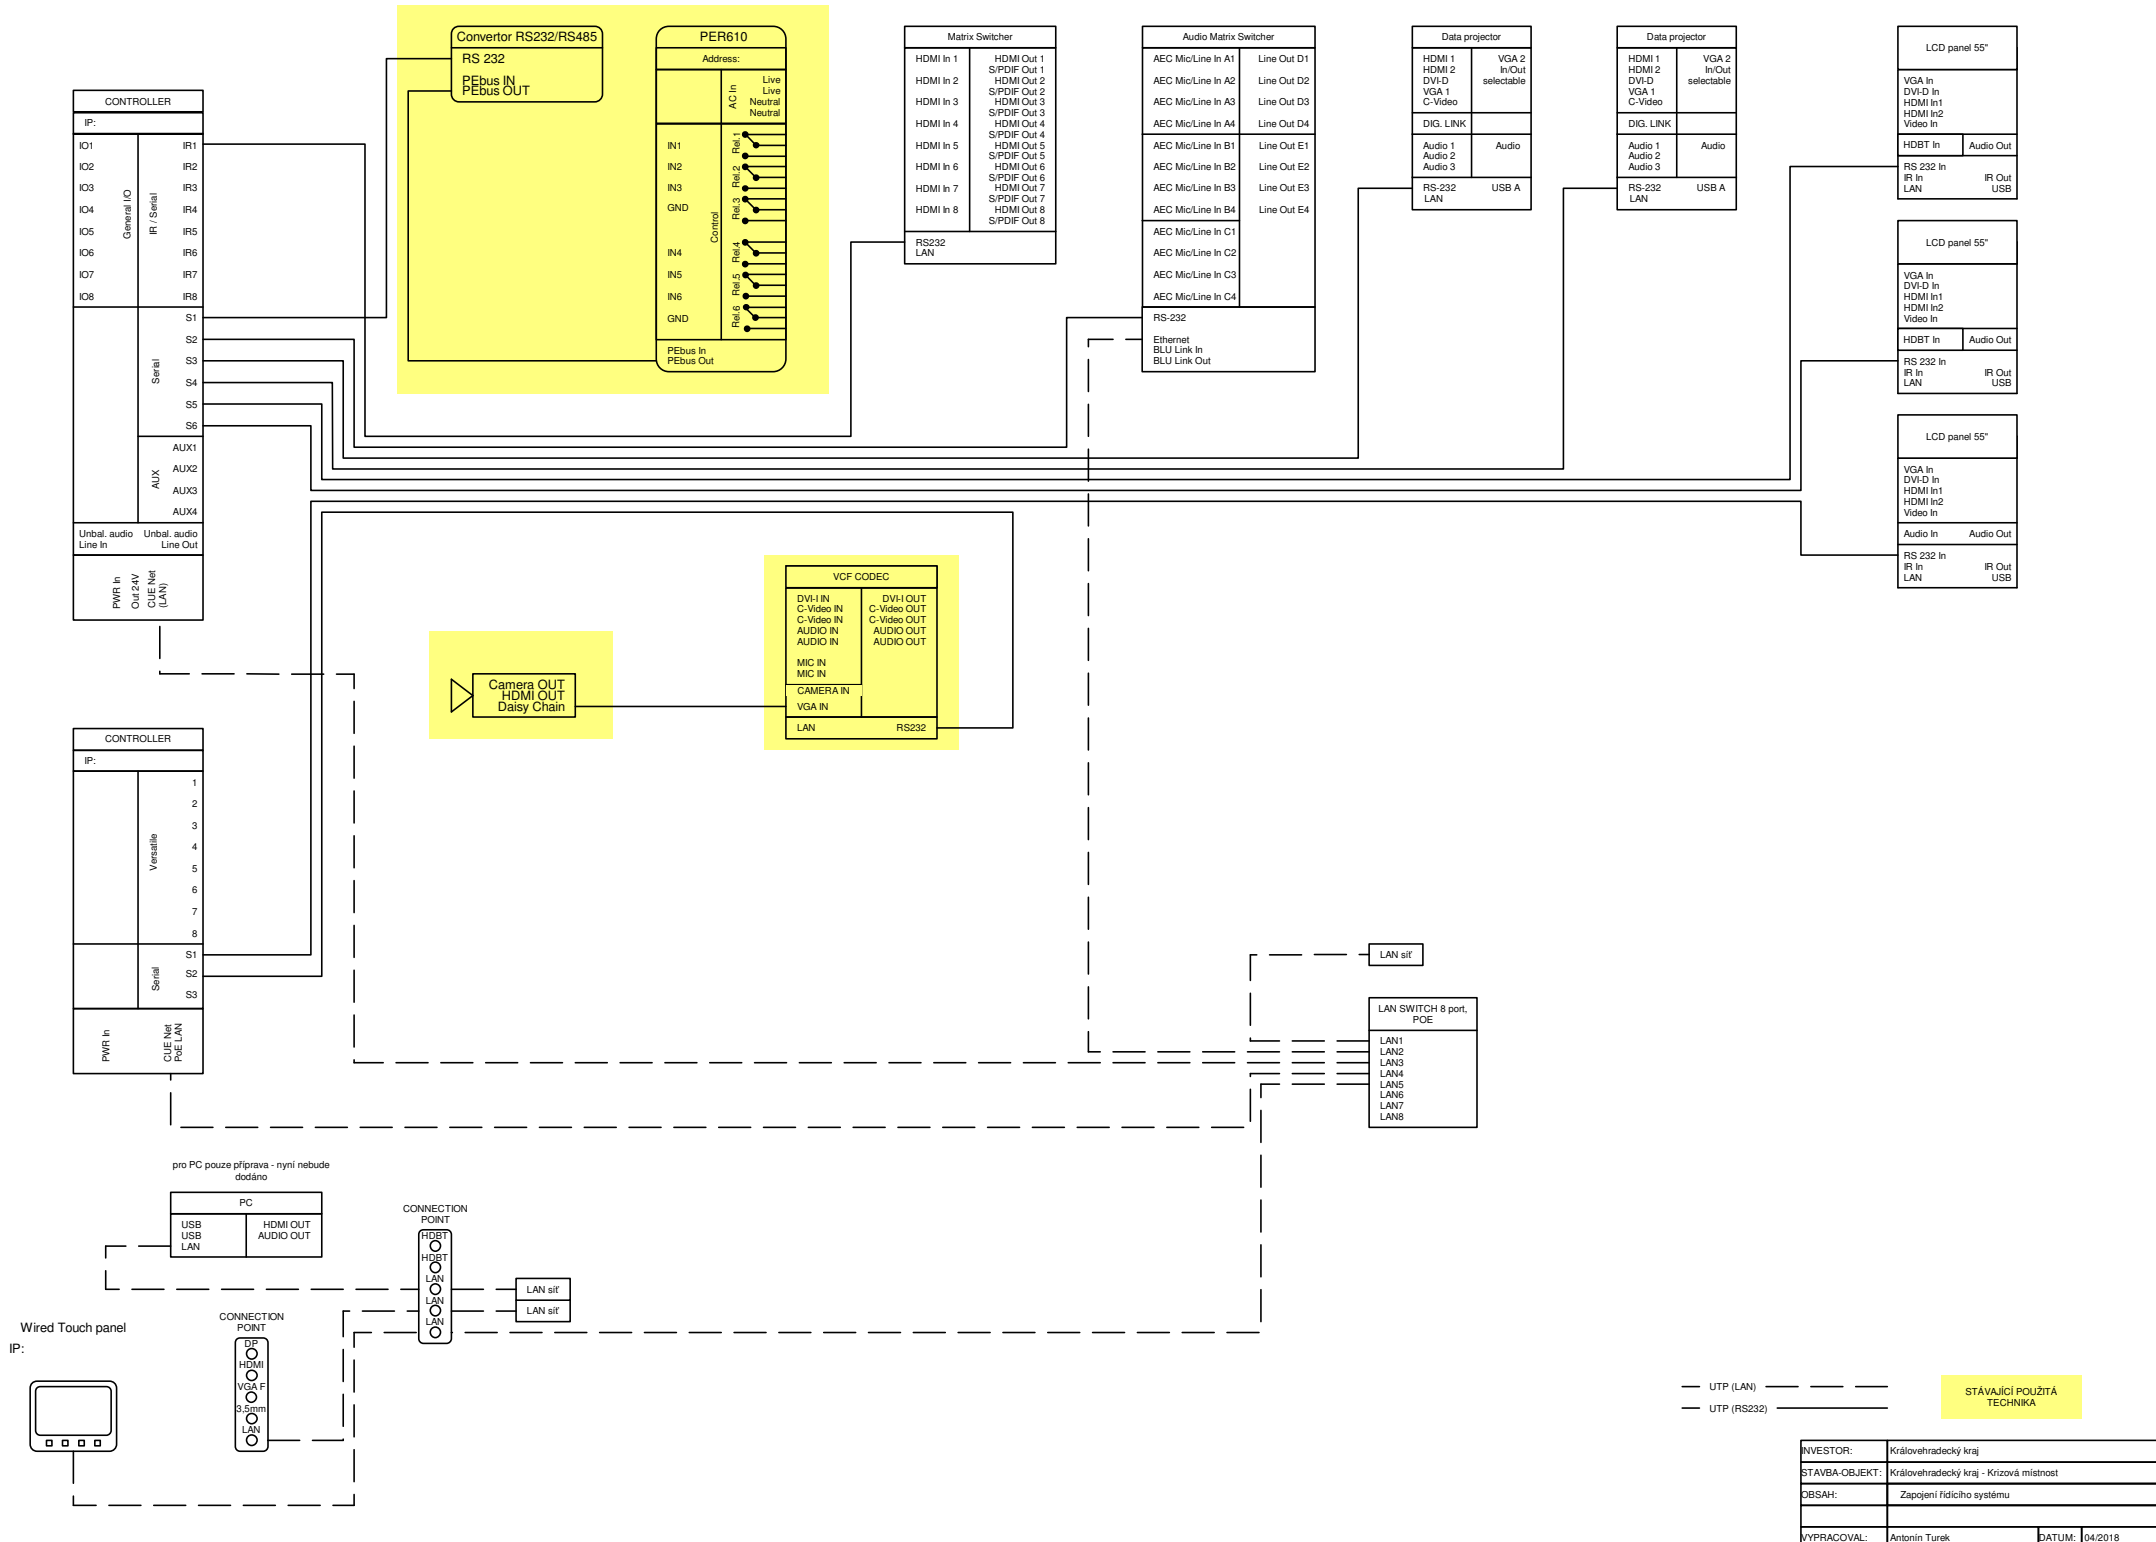 CONTROLLER
IP:
IO1
IO2
IO3
IO4
IO5
IO6
IO7
IO8
General I/O
IR / Serial
IR1
IR2
IR3
IR4
IR5
IR6
IR7
IR8
Serial
S1
S2
S3
S4
S5
S6
AUX
AUX1
AUX2
AUX3
AUX4
Unbal. audio Unbal. audio
Line In Line Out
PWR In
Out 24V
CUE Net
(LAN)
Convertor RS232/RS485
RS 232
PEbus IN
PEbus OUT
PER610
Address:
AC In
Live
Live
Neutral
Neutral
IN1
IN2
IN3
GND
IN4
IN5
IN6
GND
Control
Rel.1
Rel.2
Rel.3
Rel.4
Rel.5
Rel.6
PEbus In
PEbus Out
Matrix Switcher
HDMI In 1 HDMI Out 1
S/PDIF Out 1
HDMI In 2 HDMI Out 2
S/PDIF Out 2
HDMI In 3 HDMI Out 3
S/PDIF Out 3
HDMI In 4 HDMI Out 4
S/PDIF Out 4
HDMI In 5 HDMI Out 5
S/PDIF Out 5
HDMI In 6 HDMI Out 6
S/PDIF Out 6
HDMI In 7 HDMI Out 7
S/PDIF Out 7
HDMI In 8 HDMI Out 8
S/PDIF Out 8
RS232
LAN
Audio Matrix Switcher
AEC Mic/Line In A1 Line Out D1
AEC Mic/Line In A2 Line Out D2
AEC Mic/Line In A3 Line Out D3
AEC Mic/Line In A4 Line Out D4
AEC Mic/Line In B1 Line Out E1
AEC Mic/Line In B2 Line Out E2
AEC Mic/Line In B3 Line Out E3
AEC Mic/Line In B4 Line Out E4
AEC Mic/Line In C1
AEC Mic/Line In C2
AEC Mic/Line In C3
AEC Mic/Line In C4
RS-232
Ethernet
BLU Link In
BLU Link Out
Data projector
HDMI 1 VGA 2
HDMI 2 In/Out
DVI-D selectable
VGA 1
C-Video
DIG. LINK
Audio 1 Audio
Audio 2
Audio 3
RS-232 USB A
LAN
Data projector
HDMI 1 VGA 2
HDMI 2 In/Out
DVI-D selectable
VGA 1
C-Video
DIG. LINK
Audio 1 Audio
Audio 2
Audio 3
RS-232 USB A
LAN
LCD panel 55"
VGA In
DVI-D In
HDMI In1
HDMI In2
Video In
HDBT In Audio Out
RS 232 In
IR In IR Out
LAN USB
LCD panel 55"
VGA In
DVI-D In
HDMI In1
HDMI In2
Video In
HDBT In Audio Out
RS 232 In
IR In IR Out
LAN USB
LCD panel 55"
VGA In
DVI-D In
HDMI In1
HDMI In2
Video In
Audio In Audio Out
RS 232 In
IR In IR Out
LAN USB
VCF CODEC
DVI-I IN DVI-I OUT
C-Video IN C-Video OUT
C-Video IN C-Video OUT
AUDIO IN AUDIO OUT
AUDIO IN AUDIO OUT
MIC IN
MIC IN
CAMERA IN
VGA IN
LAN RS232
Camera OUT
HDMI OUT
Daisy Chain
CONTROLLER
IP:
Versatile
1
2
3
4
5
6
7
8
Serial
S1
S2
S3
PWR In
CUE Net
PoE LAN
LAN síť
LAN SWITCH 8 port,
POE
LAN1
LAN2
LAN3
LAN4
LAN5
LAN6
LAN7
LAN8
pro PC pouze příprava - nyní nebude
dodáno
PC
USB HDMI OUT
USB AUDIO OUT
LAN
CONNECTION
POINT
HDBT
HDBT
LAN
LAN
LAN
LAN síť
LAN síť
CONNECTION
POINT
DP
HDMI
VGA F
3,5mm
LAN
Wired Touch panel
IP:
UTP (LAN)
UTP (RS232)
STÁVAJÍCÍ POUŽITÁ
TECHNIKA
INVESTOR: Královehradecký kraj
STAVBA-OBJEKT: Královehradecký kraj - Krizová místnost
OBSAH: Zapojení řídícího systému
VYPRACOVAL: Antonín Turek DATUM: 04/2018